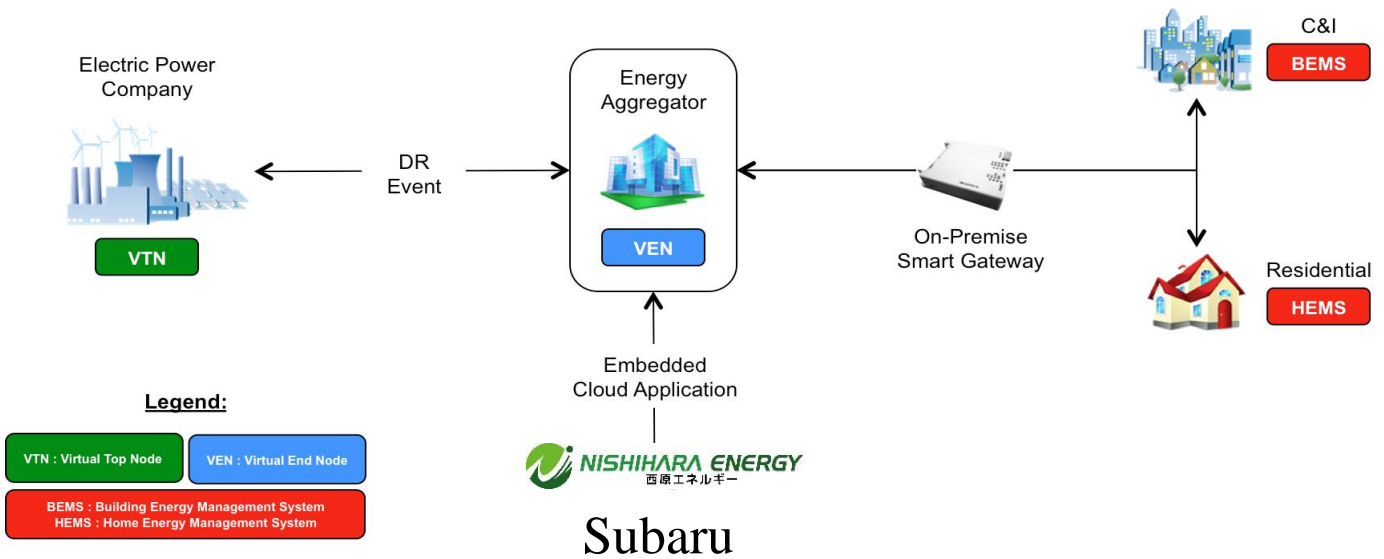 Electric Power
Company
VTN
DR
Event
Energy
Aggregator
VEN
On-Premise
Smart Gateway
C&I
BEMS
Residential
HEMS
Embedded
Cloud Application
NISHIHARA ENERGY
西原エネルギー
Subaru
Legend:
VTN : Virtual Top Node
VEN : Virtual End Node
BEMS : Building Energy Management System
HEMS : Home Energy Management System